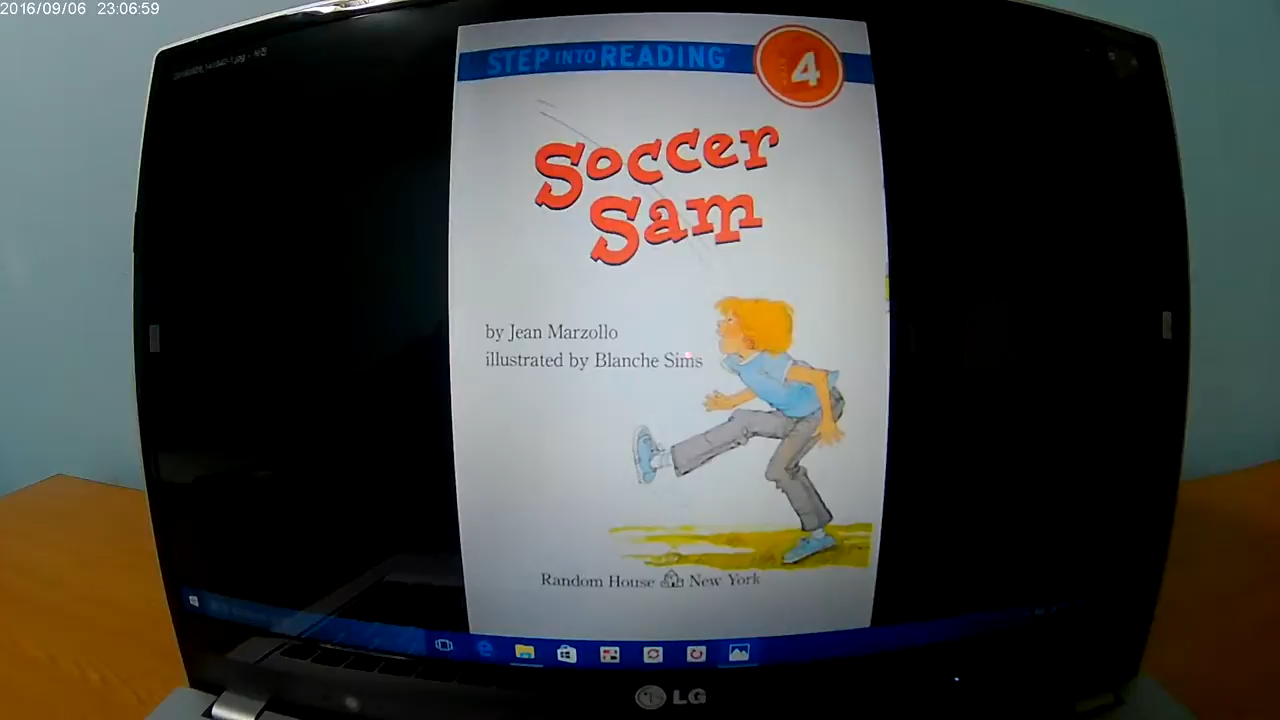 2016/09/06 23:06:59
STEP INTO READING
4
Soccer
Sam
by Jean Marzollo
illustrated by Blanche Sims
Random House New York
LG